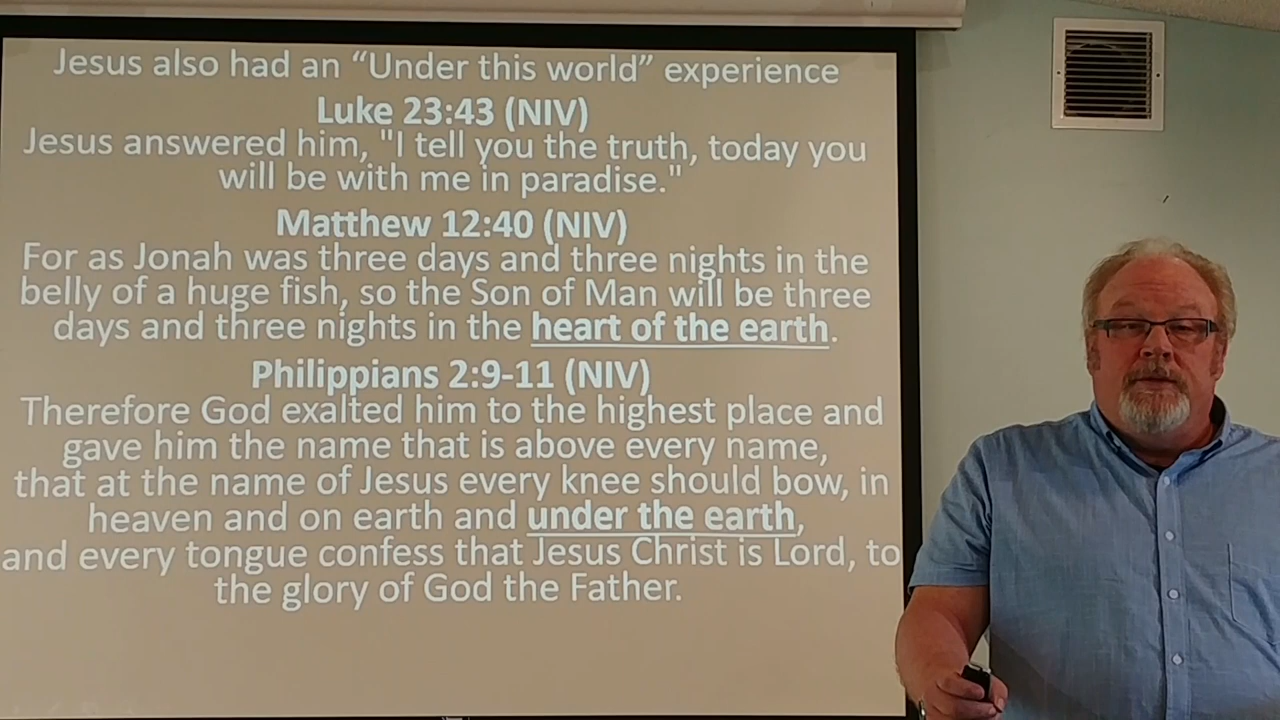 Jesus also had an “Under this world” experience
Luke 23:43 (NIV)
Jesus answered him, "I tell you the truth, today you
will be with me in paradise."
Matthew 12:40 (NIV)
For as Jonah was three days and three nights in the
belly of a huge fish, so the Son of Man will be three
days and three nights in the heart of the earth.
Philippians 2:9-11 (NIV)
Therefore God exalted him to the highest place and
gave him the name that is above every name,
that at the name of Jesus every knee should bow, in
heaven and on earth and under the earth,
and every tongue confess that Jesus Christ is Lord, to
the glory of God the Father.